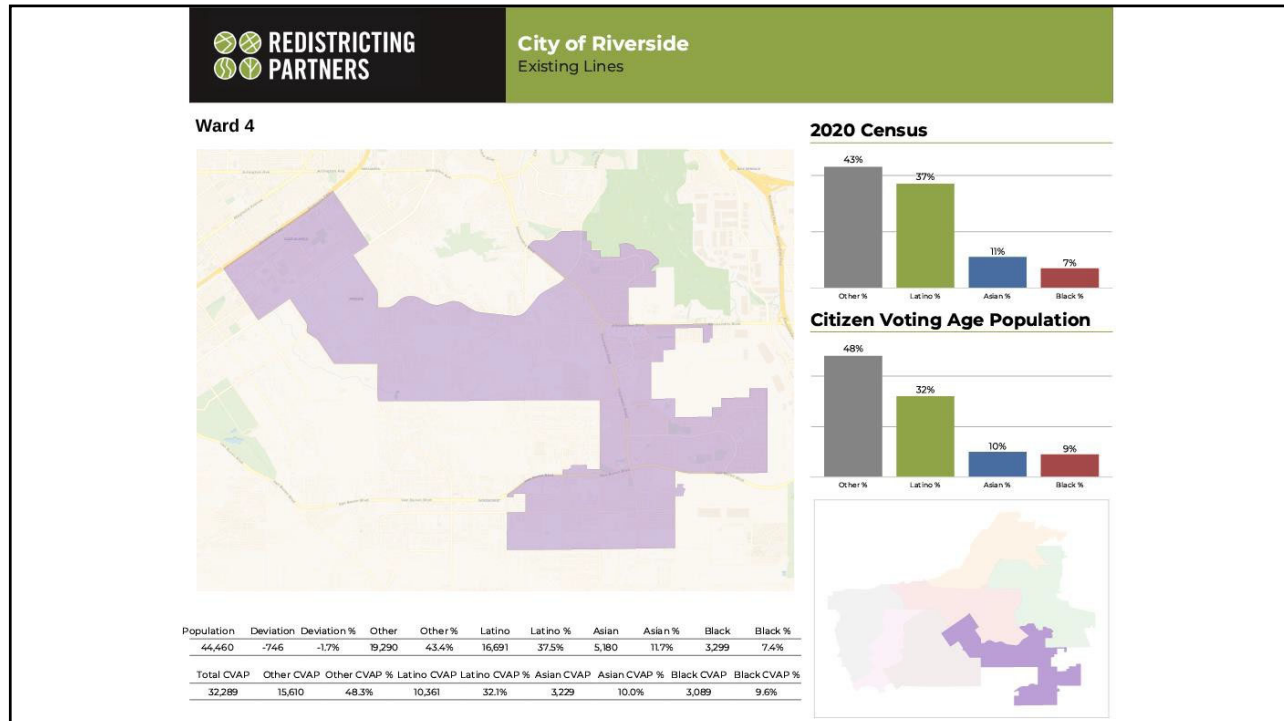 REDISTRICTING
PARTNERS
City of Riverside
Existing Lines
Ward 4
2020 Census
43%
37%
11%
7%
Other % Latino % Asian % Black %
Citizen Voting Age Population
48%
32%
10%
9%
Other % Latino % Asian % Black %
Population Deviation Deviation % Other Other % Latino Latino % Asian Asian % Black Black %
44,460 -746 -1.7% 19,290 43.4% 16,691 37.5% 5,180 11.7% 3,299 7.4%
Total CVAP Other CVAP Other CVAP % Latino CVAP Latino CVAP % Asian CVAP Asian CVAP % Black CVAP Black CVAP %
32,289 15,610 48.3% 10,361 32.1% 3,229 10.0% 3,089 9.6%